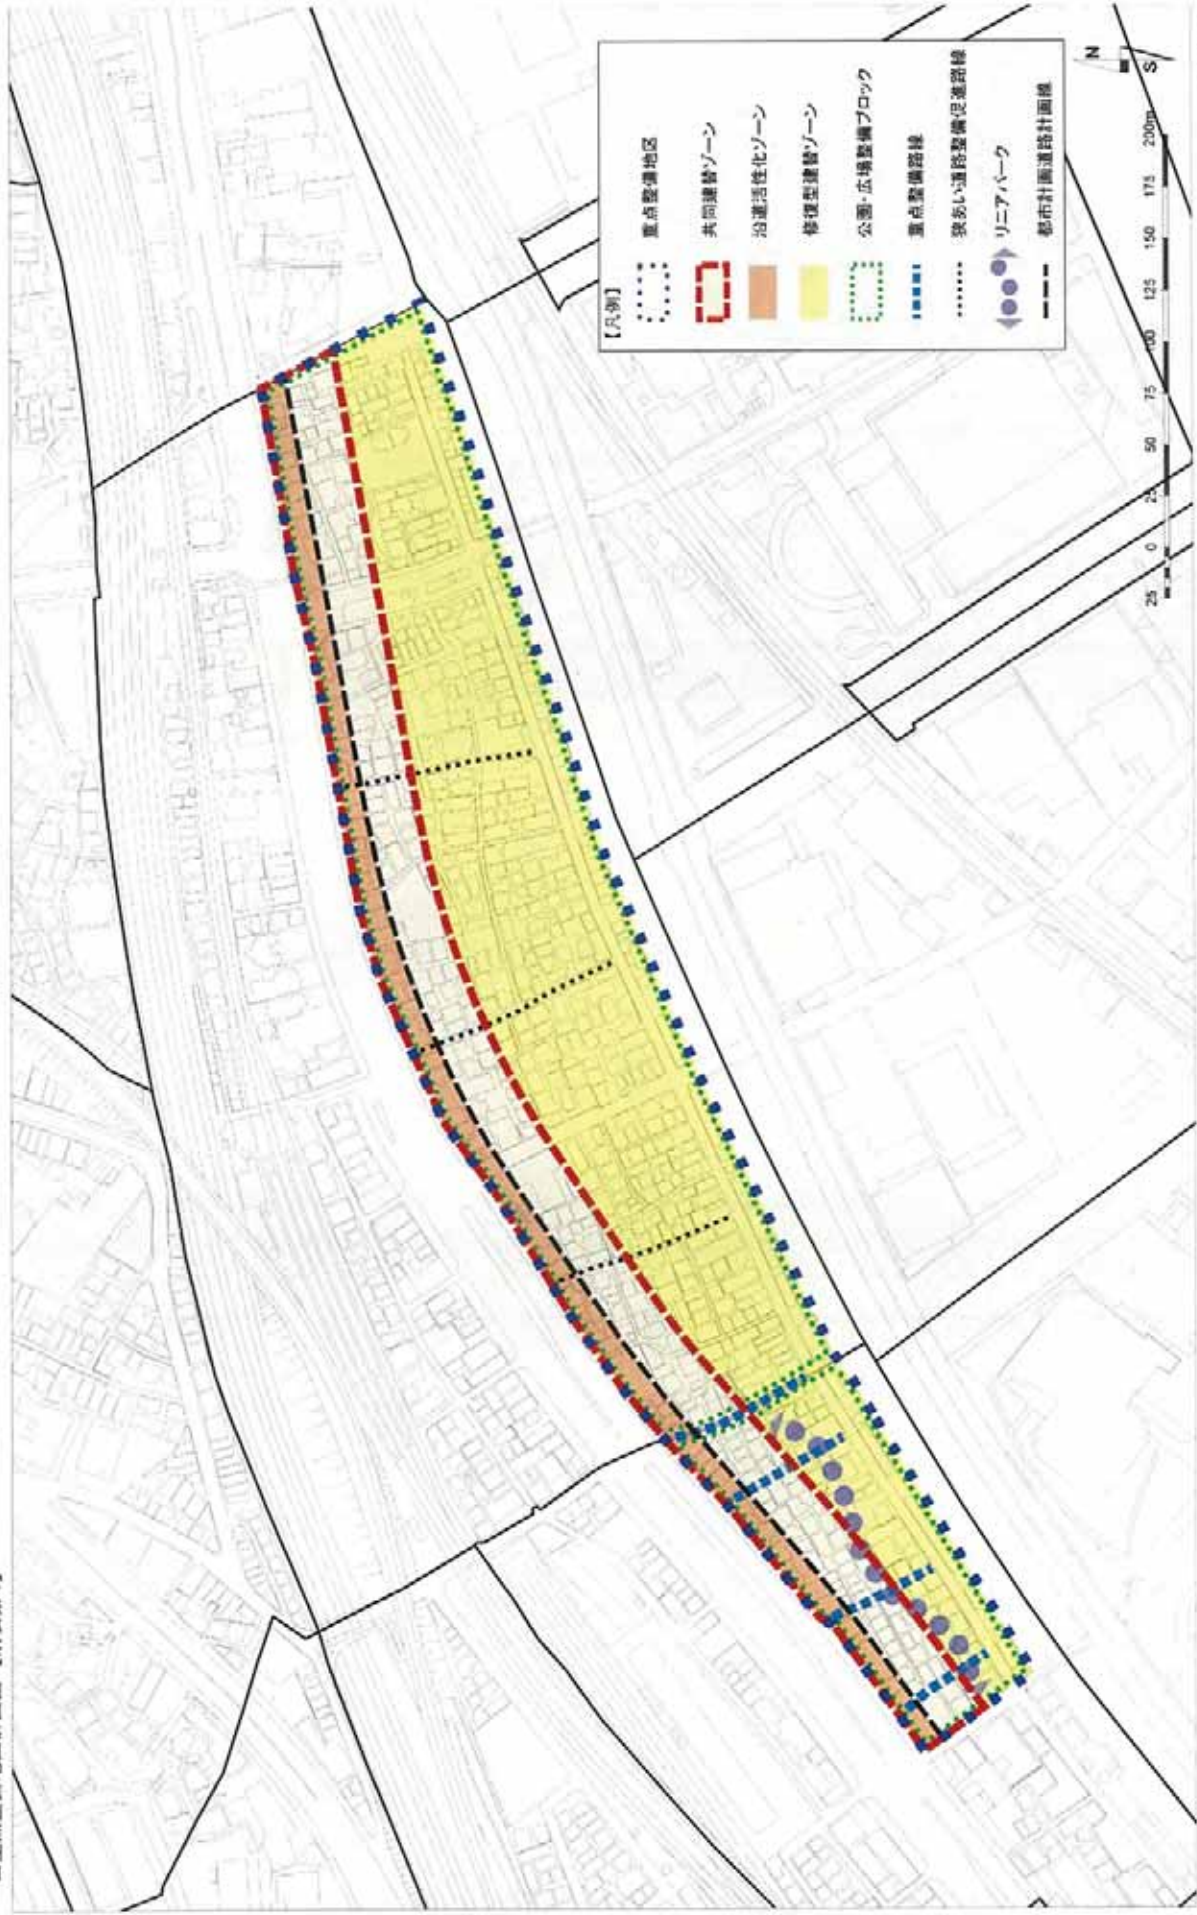 【凡例】
重点整備地区
共同建替ゾーン
沿道活性化ゾーン
修復型建替ゾーン
公園・広場整備ブロック
重点整備路線
狭あい道路整備促進路線
リニアパーク
都市計画道路計画線
N
S
25 0 25 50 75 100 125 150 175 200m